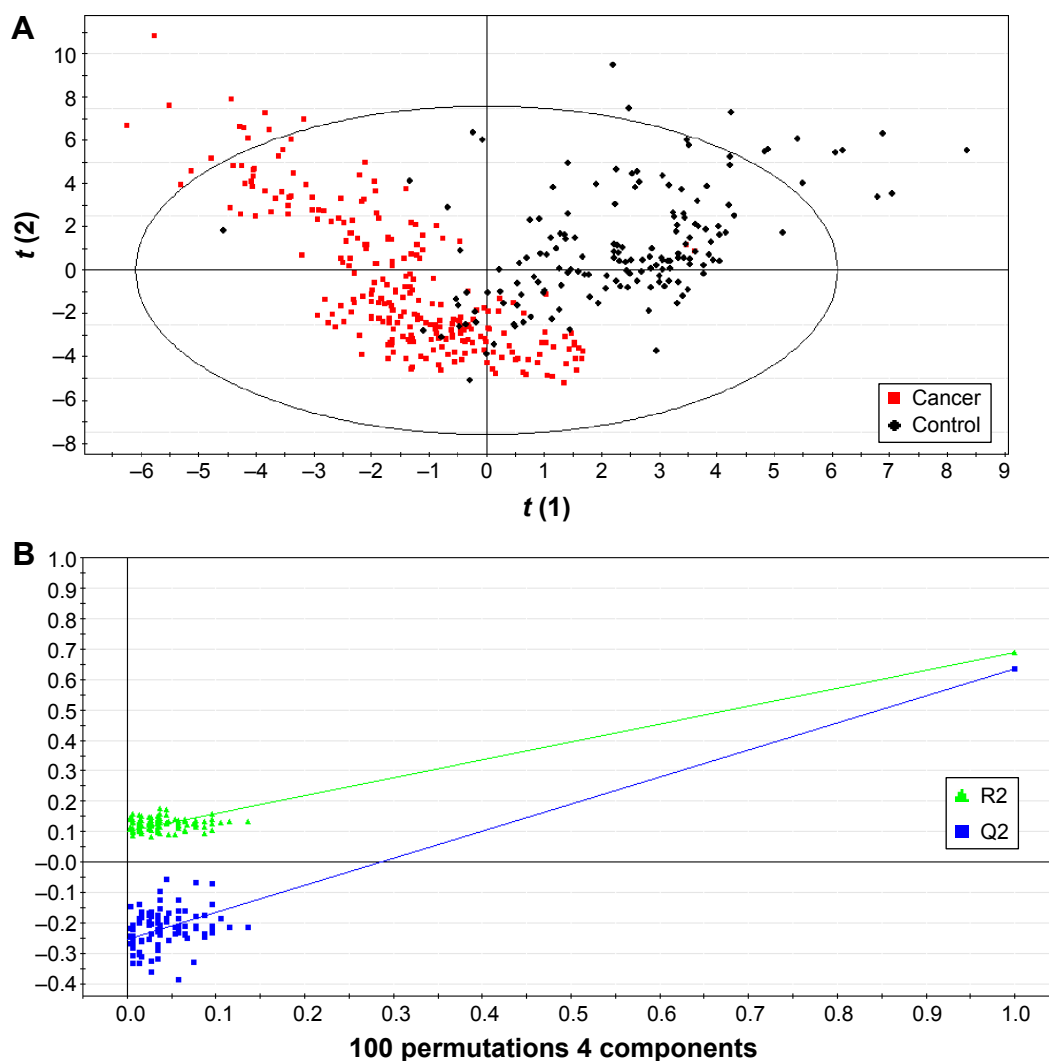 A
10
8
6
4
2
0
–2
–4
–6
–8
t (2)
–6 –5 –4 –3 –2 –1 0 1 2 3 4 5 6 7 8 9
t (1)
Cancer
Control
B
1.0
0.9
0.8
0.7
0.6
0.5
0.4
0.3
0.2
0.1
–0.0
–0.1
–0.2
–0.3
–0.4
R2
Q2
0.0 0.1 0.2 0.3 0.4 0.5 0.6 0.7 0.8 0.9 1.0
100 permutations 4 components